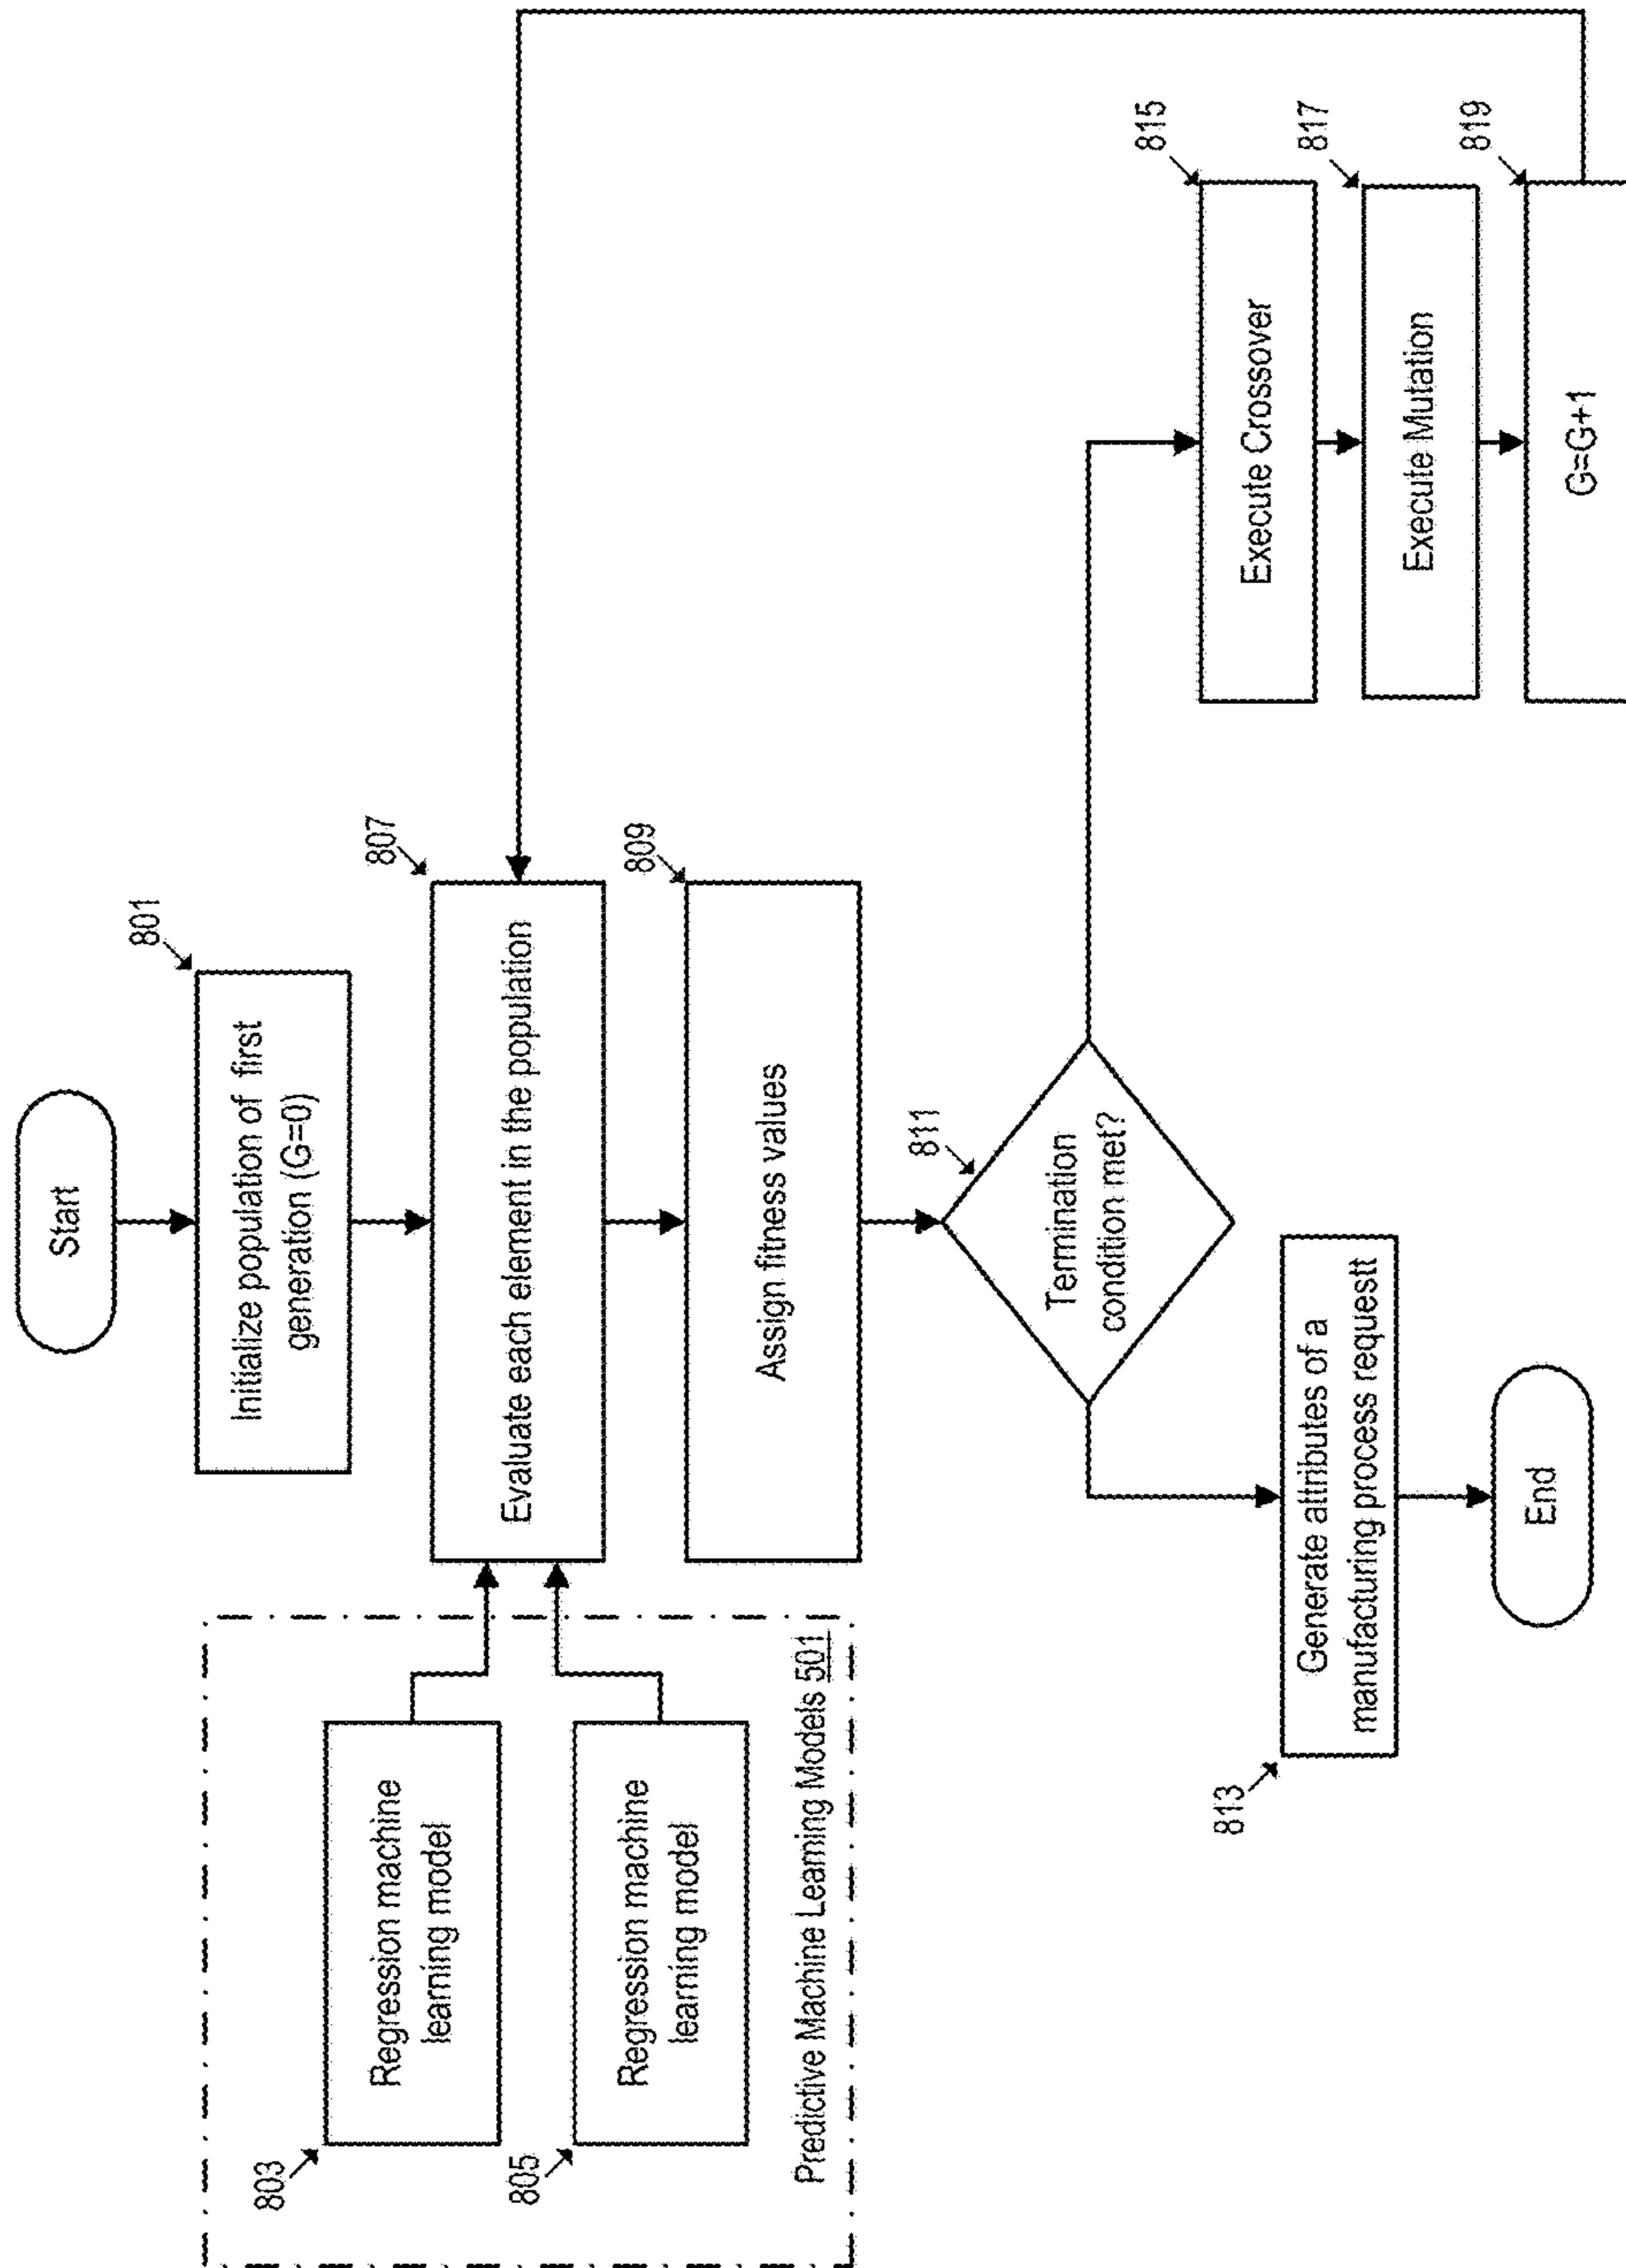 Start
801
Initialize population of first
generation (G=0)
803
Regression machine
learning model
805
Regression machine
learning model
Predictive Machine Learning Models 501
807
Evaluate each element in the population
809
Assign fitness values
811
Termination
condition met?
813
Generate attributes of a
manufacturing process requestt
End
815
Execute Crossover
817
Execute Mutation
819
G=G+1